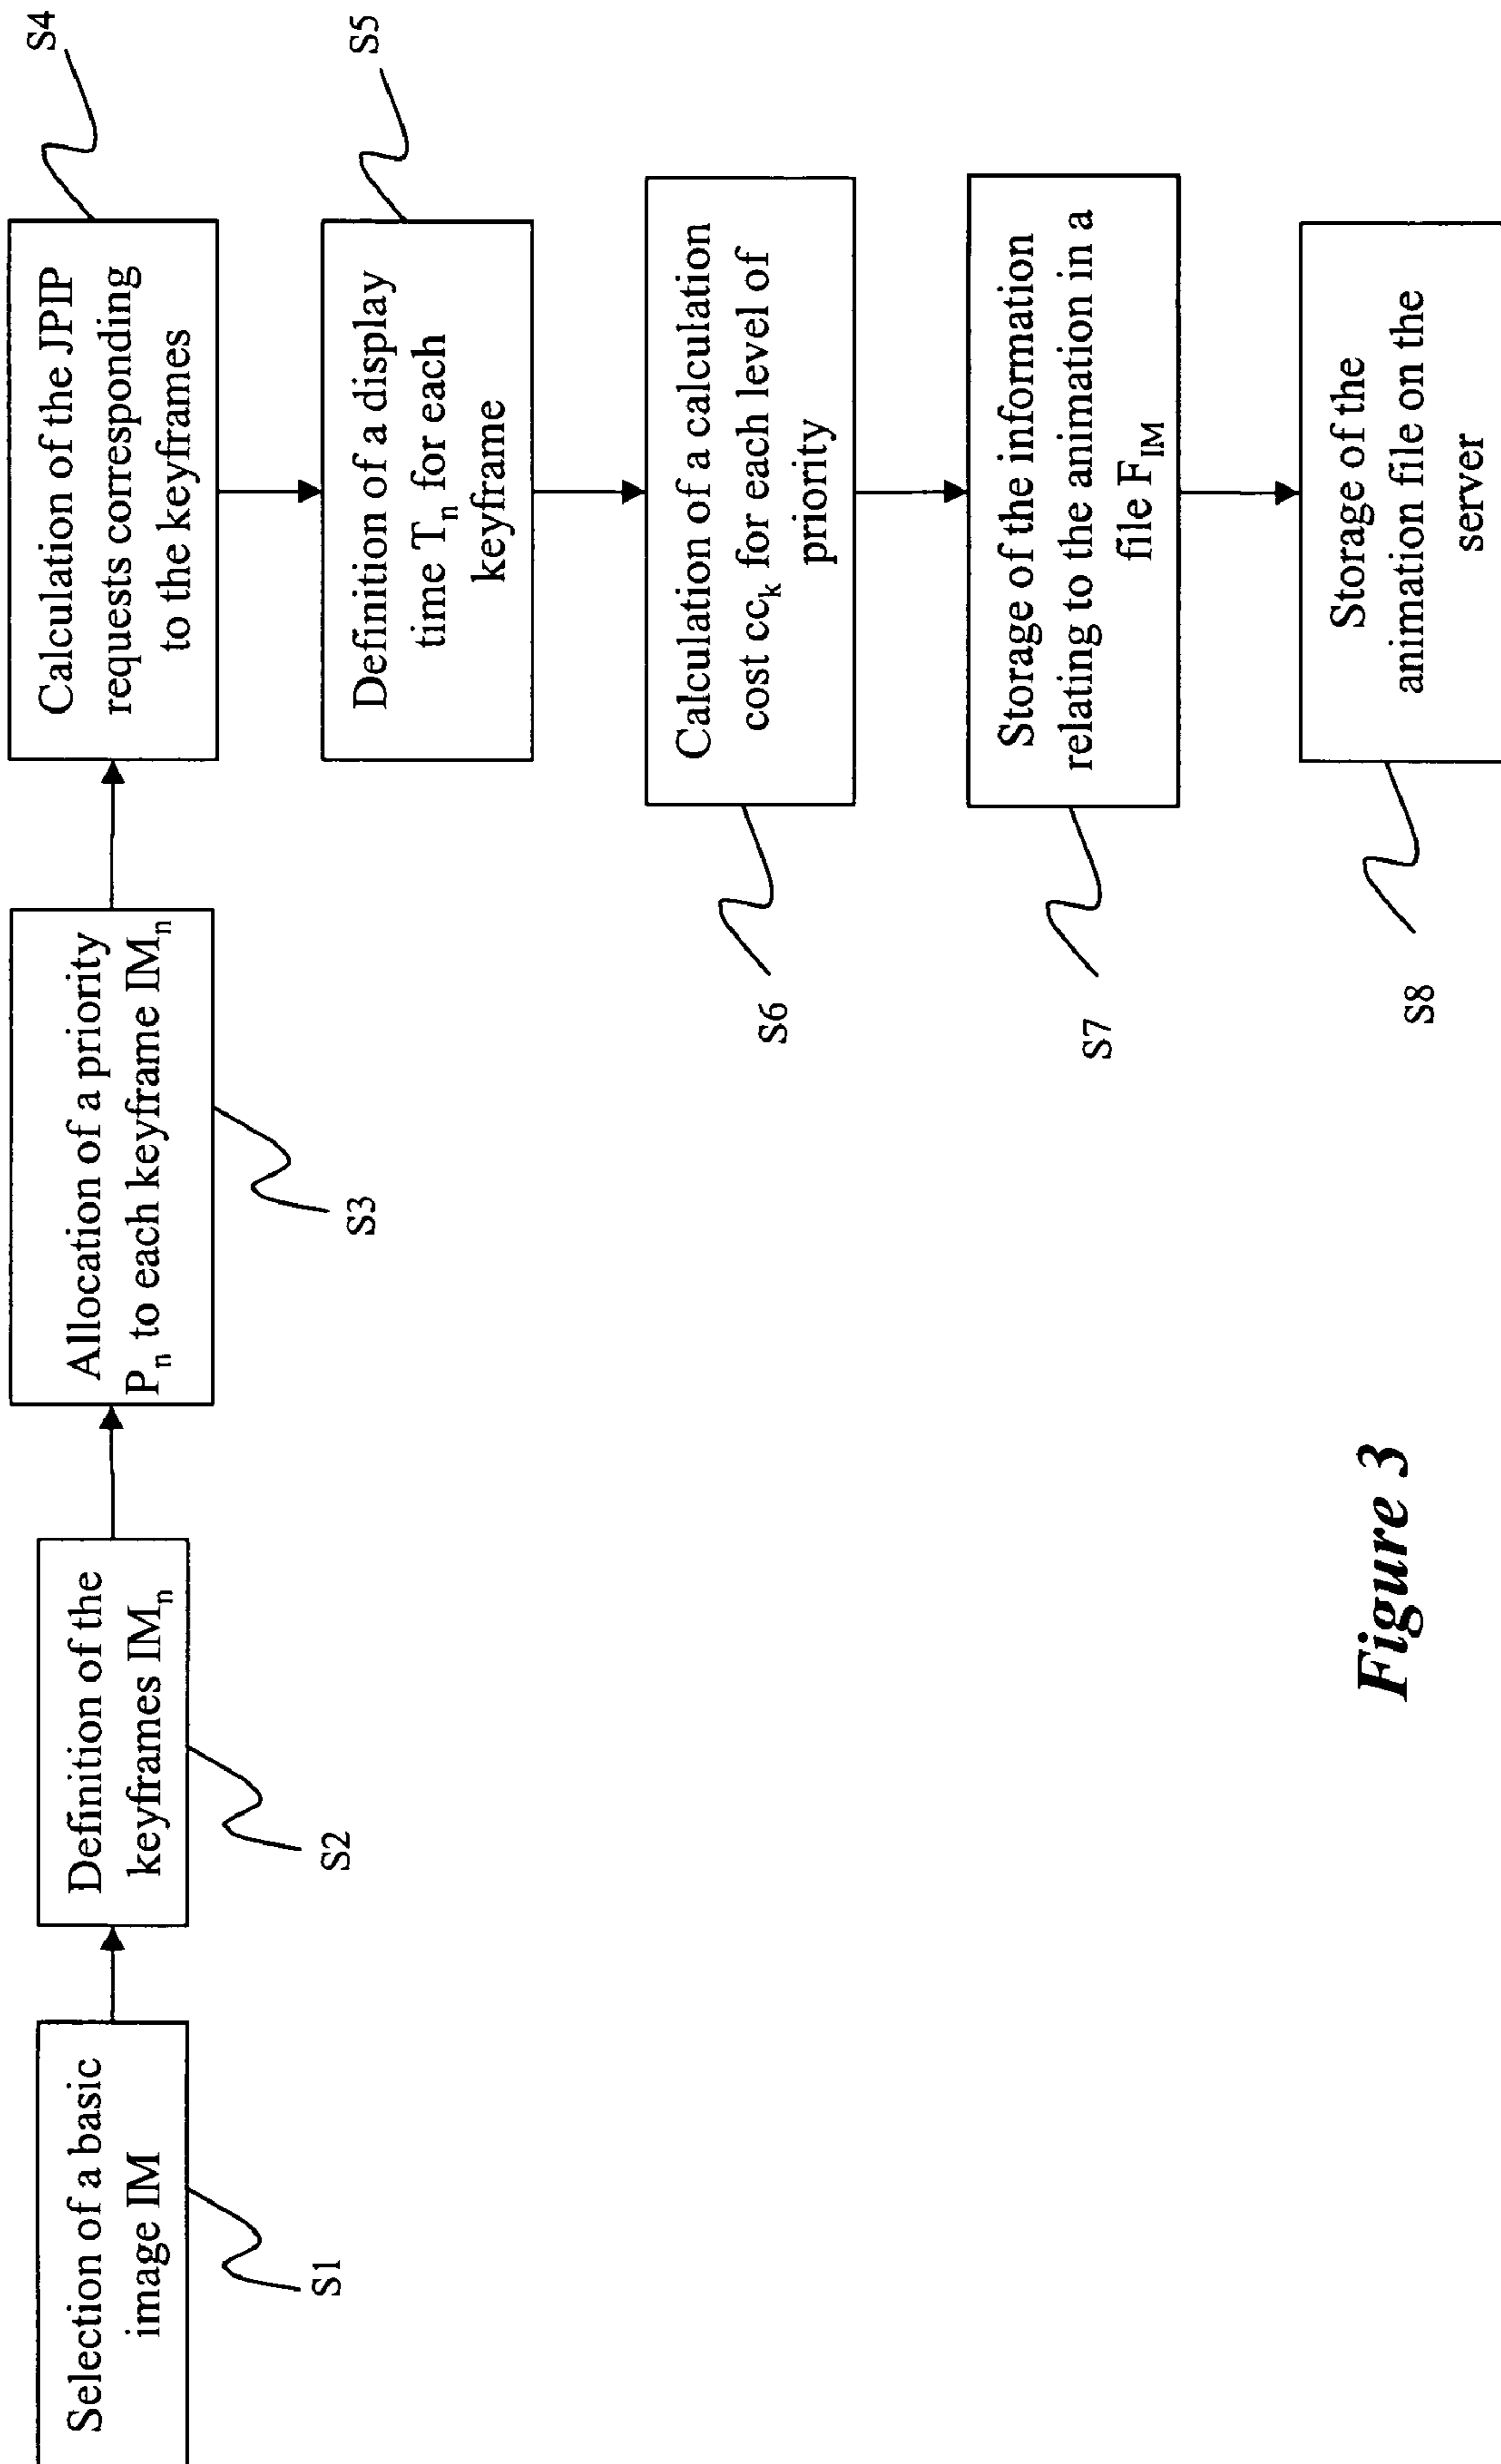 Selection of a basic
image IM
S1
Definition of the
keyframes IMₙ
S2
Allocation of a priority
Pₙ to each keyframe IMₙ
S3
Calculation of the JPIP
requests corresponding
to the keyframes
S4
Definition of a display
time Tₙ for each
keyframe
S5
Calculation of a calculation
cost ccₖ for each level of
priority
S6
Storage of the information
relating to the animation in a
file F_IM
S7
Storage of the
animation file on the
server
S8
Figure 3